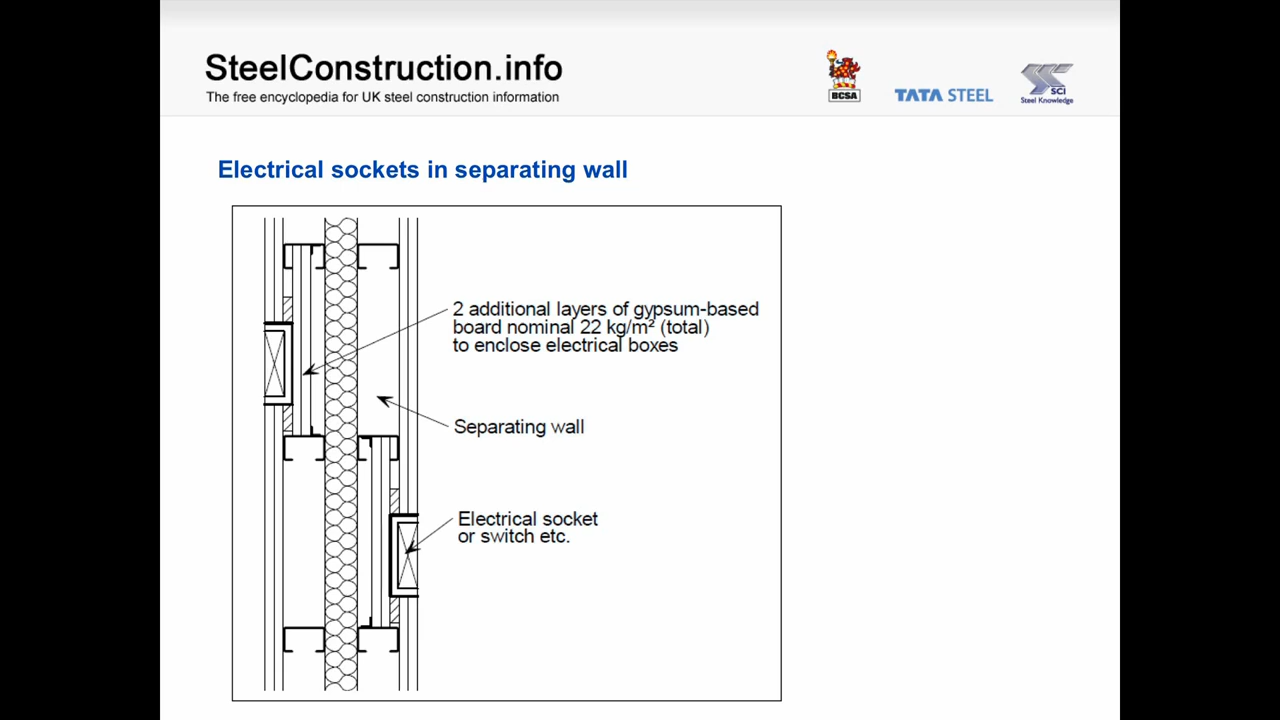 SteelConstruction.info
The free encyclopedia for UK steel construction information
BCSA
TATA STEEL
SCI
Steel Knowledge
Electrical sockets in separating wall
2 additional layers of gypsum-based
board nominal 22 kg/m² (total)
to enclose electrical boxes
Separating wall
Electrical socket
or switch etc.